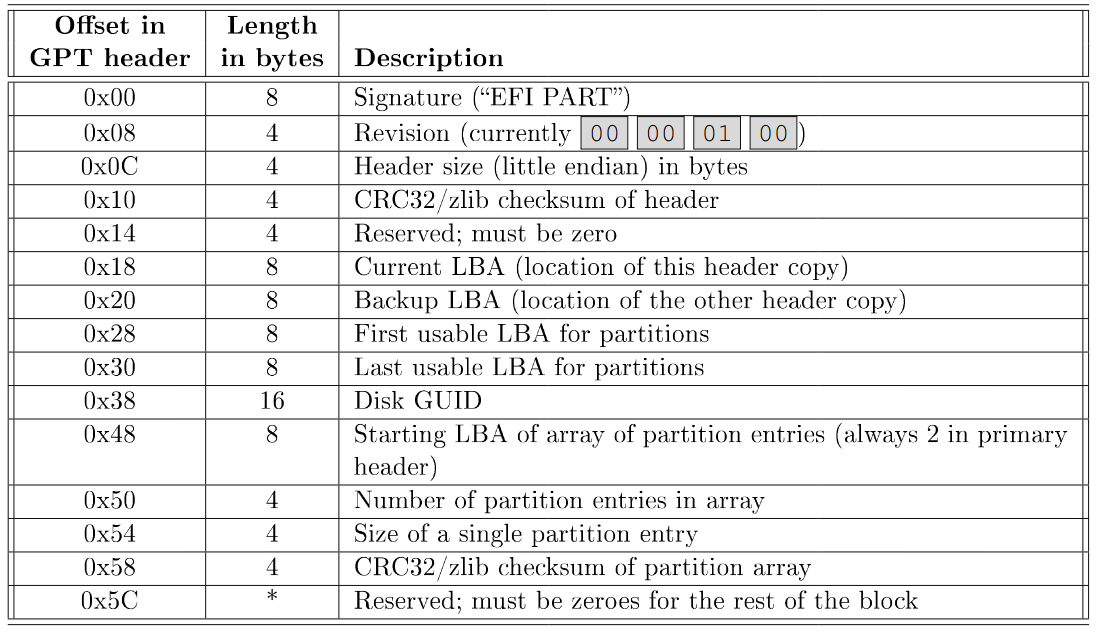 Offset in GPT header Length in bytes Description
0x00 8 Signature (“EFI PART”)
0x08 4 Revision (currently 00 00 01 00)
0x0C 4 Header size (little endian) in bytes
0x10 4 CRC32/zlib checksum of header
0x14 4 Reserved; must be zero
0x18 8 Current LBA (location of this header copy)
0x20 8 Backup LBA (location of the other header copy)
0x28 8 First usable LBA for partitions
0x30 8 Last usable LBA for partitions
0x38 16 Disk GUID
0x48 8 Starting LBA of array of partition entries (always 2 in primary
header)
0x50 4 Number of partition entries in array
0x54 4 Size of a single partition entry
0x58 4 CRC32/zlib checksum of partition array
0x5C * Reserved; must be zeroes for the rest of the block